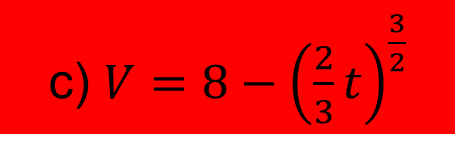 c) V = 8 − (2/3 t)^(3/2)